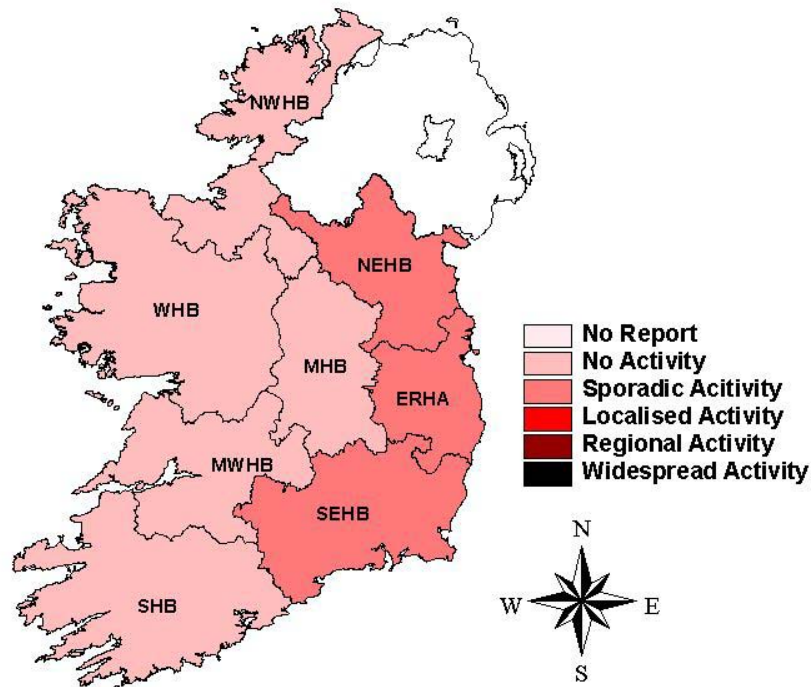 NWHB
NEHB
WHB
MHB
ERHA
MWHB
SEHB
SHB
No Report
No Activity
Sporadic Acitivity
Localised Activity
Regional Activity
Widespread Activity
N
W E
S